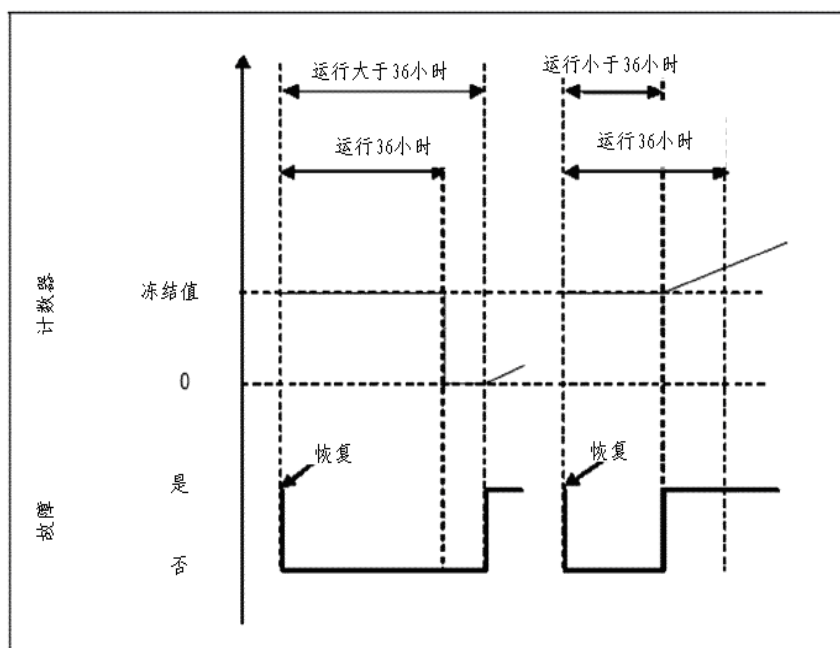 运行大于36小时
运行小于36小时
运行36小时
运行36小时
计数器
冻结值
0
恢复
恢复
故障
是
否